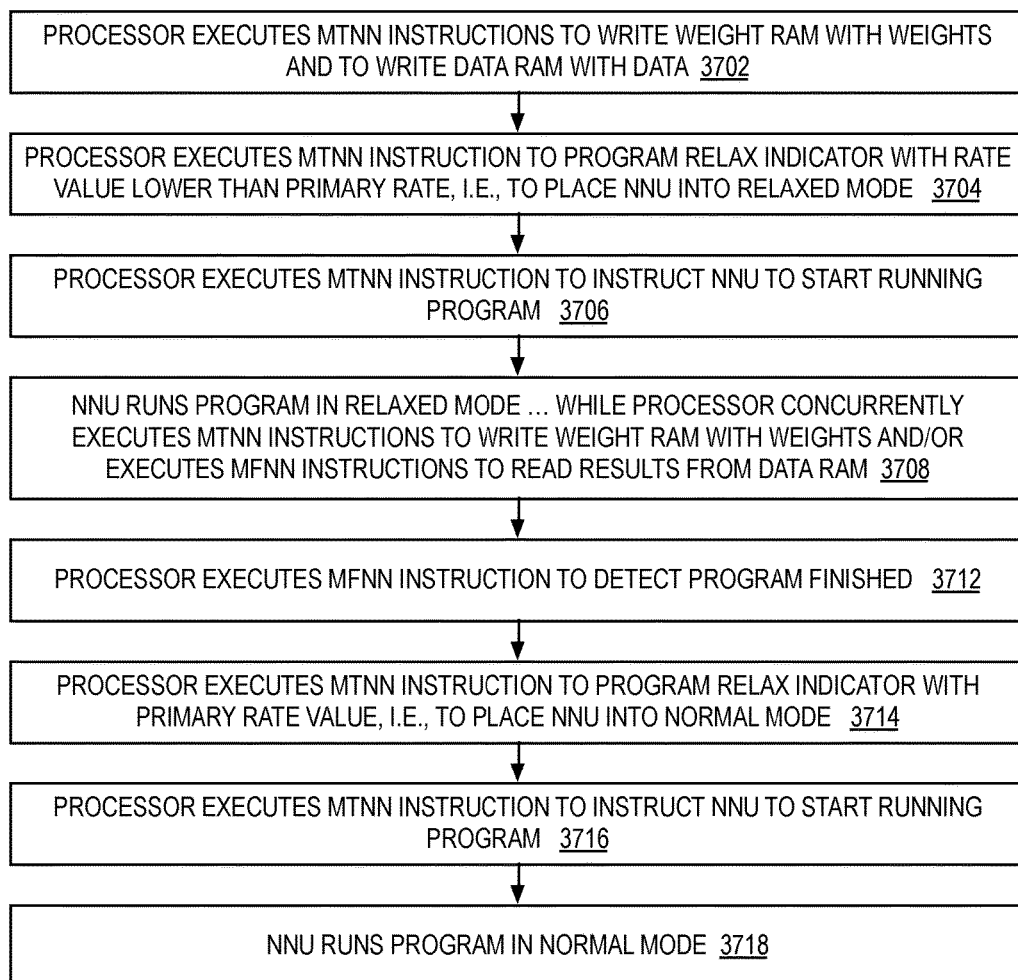 PROCESSOR EXECUTES MTNN INSTRUCTIONS TO WRITE WEIGHT RAM WITH WEIGHTS
AND TO WRITE DATA RAM WITH DATA 3702
PROCESSOR EXECUTES MTNN INSTRUCTION TO PROGRAM RELAX INDICATOR WITH RATE
VALUE LOWER THAN PRIMARY RATE, I.E., TO PLACE NNU INTO RELAXED MODE 3704
PROCESSOR EXECUTES MTNN INSTRUCTION TO INSTRUCT NNU TO START RUNNING
PROGRAM 3706
NNU RUNS PROGRAM IN RELAXED MODE ... WHILE PROCESSOR CONCURRENTLY
EXECUTES MTNN INSTRUCTIONS TO WRITE WEIGHT RAM WITH WEIGHTS AND/OR
EXECUTES MFNN INSTRUCTIONS TO READ RESULTS FROM DATA RAM 3708
PROCESSOR EXECUTES MFNN INSTRUCTION TO DETECT PROGRAM FINISHED 3712
PROCESSOR EXECUTES MTNN INSTRUCTION TO PROGRAM RELAX INDICATOR WITH
PRIMARY RATE VALUE, I.E., TO PLACE NNU INTO NORMAL MODE 3714
PROCESSOR EXECUTES MTNN INSTRUCTION TO INSTRUCT NNU TO START RUNNING
PROGRAM 3716
NNU RUNS PROGRAM IN NORMAL MODE 3718